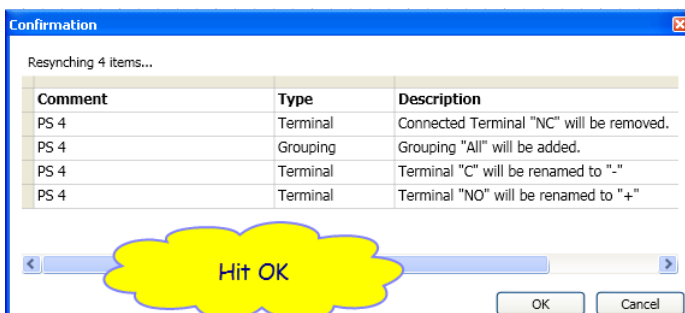 Confirmation
Resynching 4 items...
Comment Type Description
PS 4 Terminal Connected Terminal "NC" will be removed.
PS 4 Grouping Grouping "All" will be added.
PS 4 Terminal Terminal "C" will be renamed to "-"
PS 4 Terminal Terminal "NO" will be renamed to "+"
Hit OK
OK Cancel